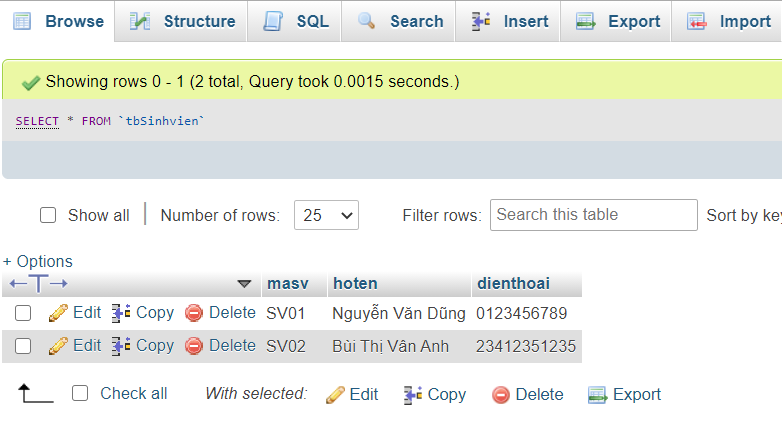 Browse Structure SQL Search Insert Export Import
Showing rows 0 - 1 (2 total, Query took 0.0015 seconds.)
SELECT * FROM `tbSinhvien`
Show all Number of rows: 25 Filter rows: Search this table Sort by key
+ Options
masv hoten dienthoai
Edit Copy Delete SV01 Nguyễn Văn Dũng 0123456789
Edit Copy Delete SV02 Bùi Thị Vân Anh 23412351235
Check all With selected: Edit Copy Delete Export